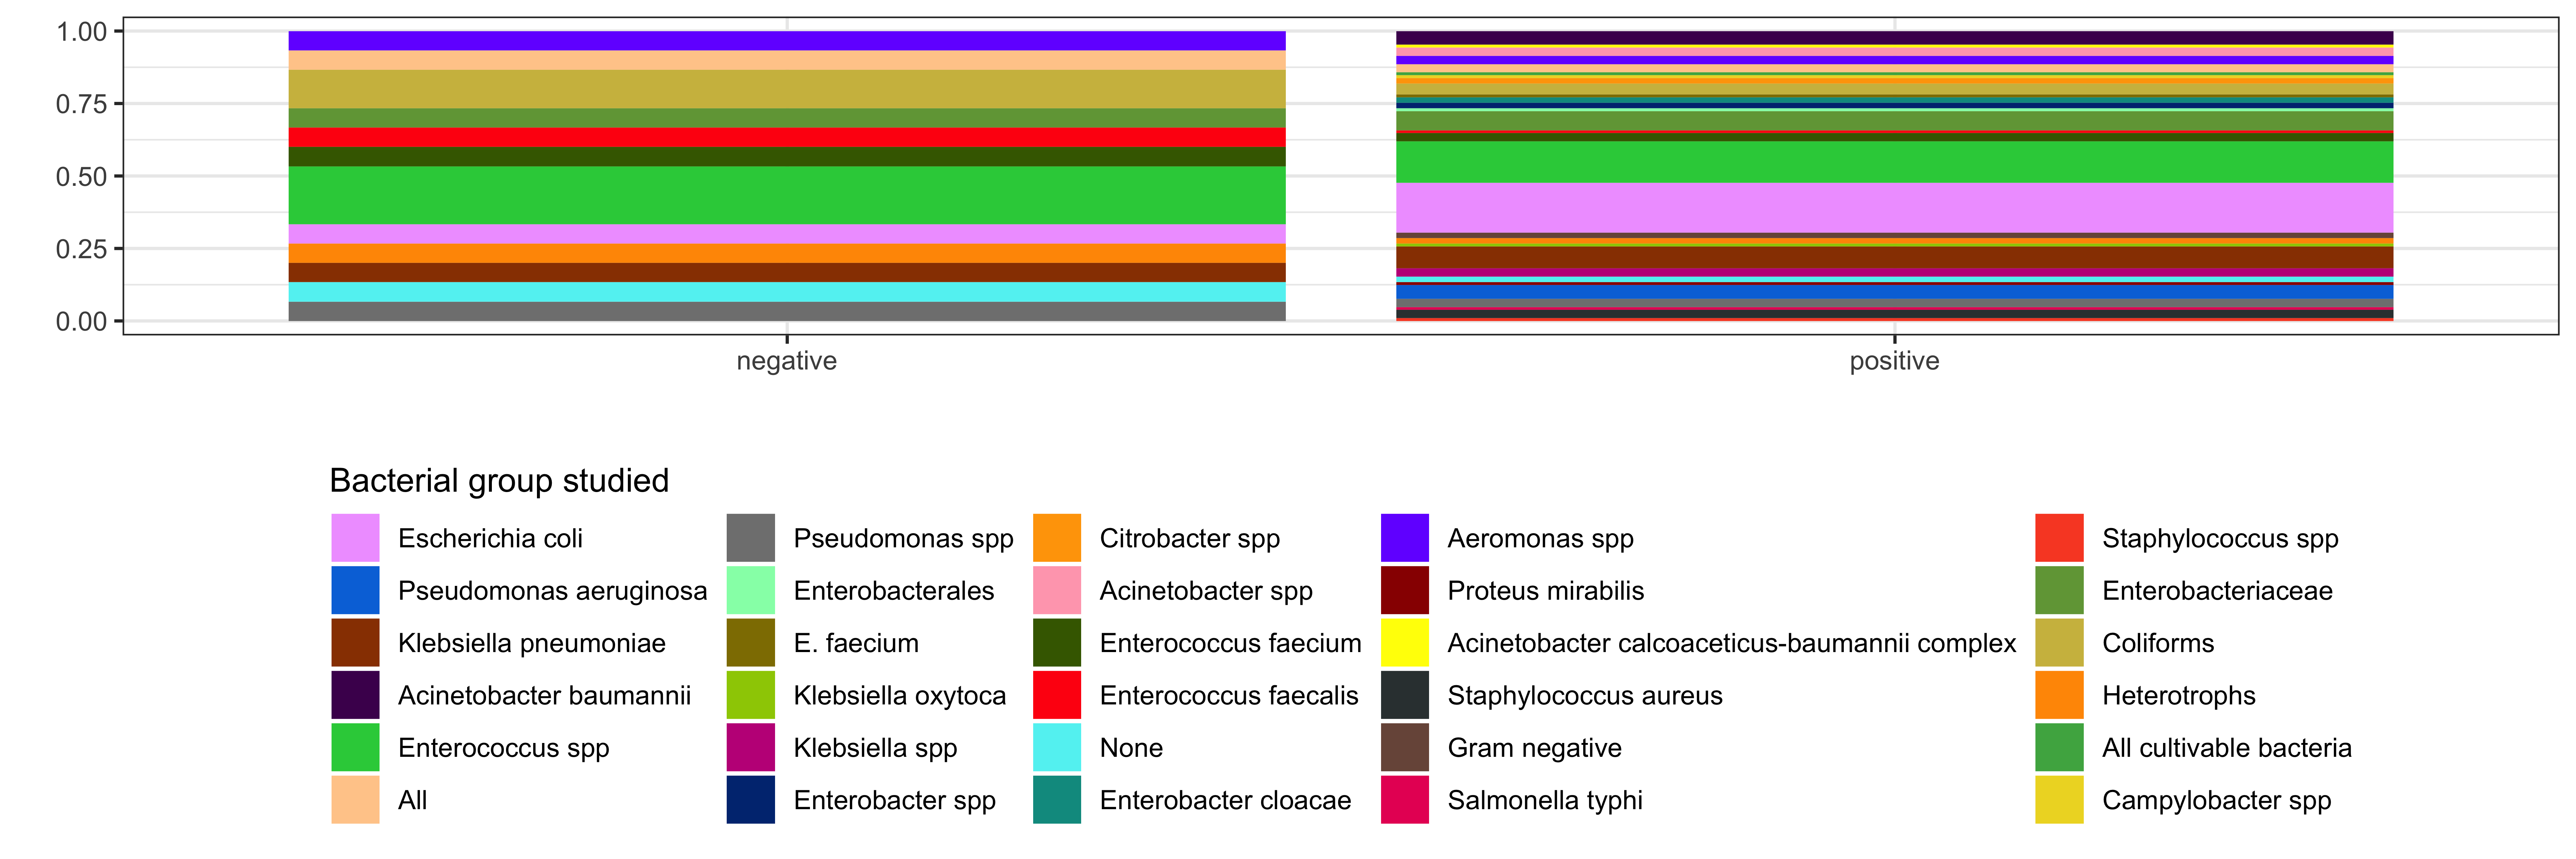 1.00
0.75
0.50
0.25
0.00
negative positive
Bacterial group studied
Escherichia coli Pseudomonas spp Citrobacter spp Aeromonas spp Staphylococcus spp
Pseudomonas aeruginosa Enterobacterales Acinetobacter spp Proteus mirabilis Enterobacteriaceae
Klebsiella pneumoniae E. faecium Enterococcus faecium Acinetobacter calcoaceticus-baumannii complex Coliforms
Acinetobacter baumannii Klebsiella oxytoca Enterococcus faecalis Staphylococcus aureus Heterotrophs
Enterococcus spp Klebsiella spp None Gram negative All cultivable bacteria
All Enterobacter spp Enterobacter cloacae Salmonella typhi Campylobacter spp